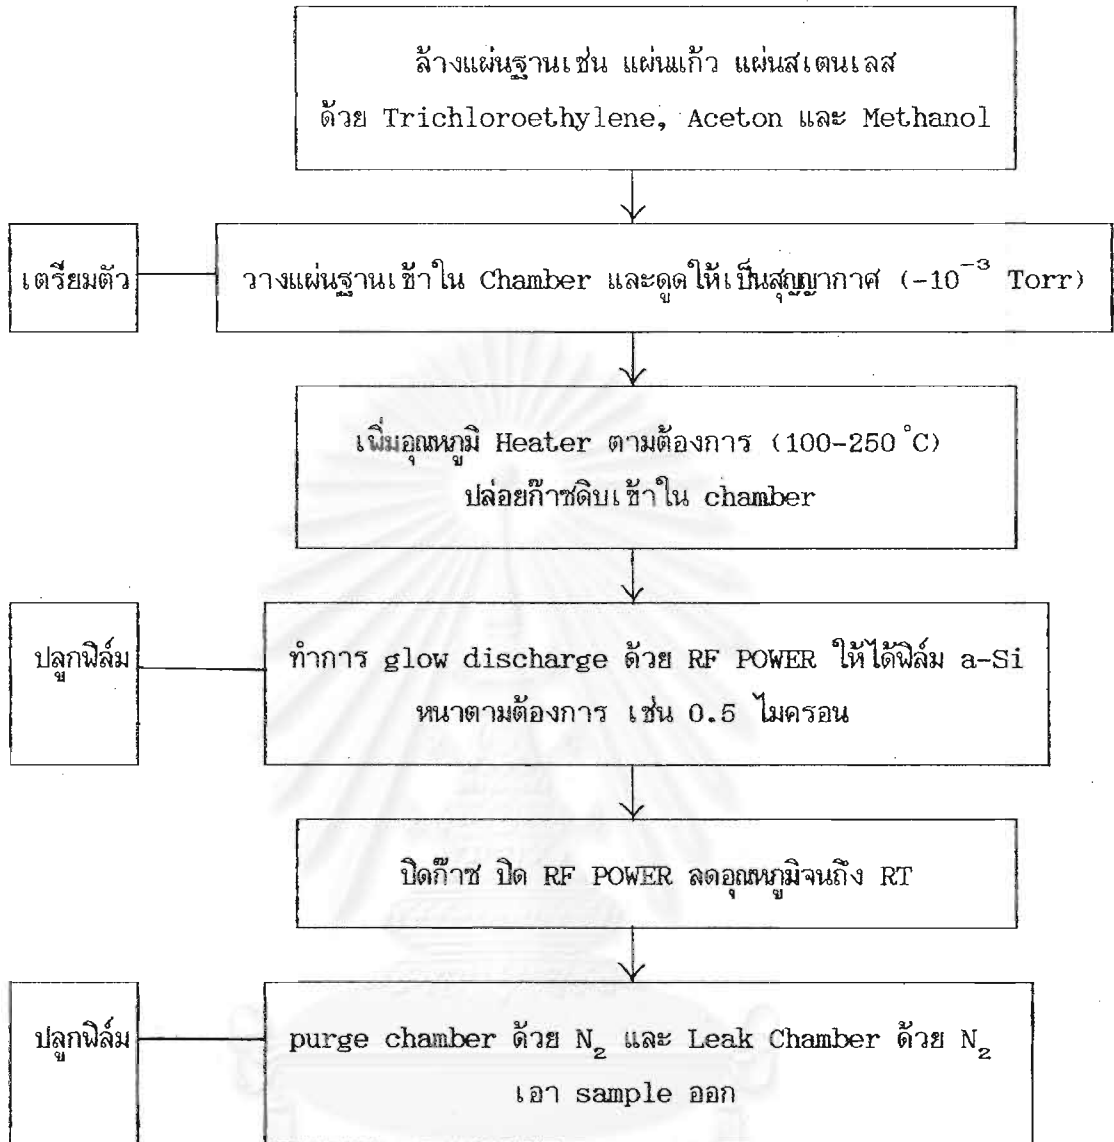 ล้างแผ่นฐานเช่น แผ่นแก้ว แผ่นสเตนเลส
ด้วย Trichloroethylene, Aceton และ Methanol
เตรียมตัว
วางแผ่นฐานเข้าใน Chamber และดูดให้เป็นสุญญากาศ (-10⁻³ Torr)
เพิ่มอุณหภูมิ Heater ตามต้องการ (100-250 °C)
ปล่อยก๊าซดิบเข้าใน chamber
ปลูกฟิล์ม
ทำการ glow discharge ด้วย RF POWER ให้ได้ฟิล์ม a-Si
หนาตามต้องการ เช่น 0.5 ไมครอน
ปิดก๊าซ ปิด RF POWER ลดอุณหภูมิจนถึง RT
ปลูกฟิล์ม
purge chamber ด้วย N₂ และ Leak Chamber ด้วย N₂
เอา sample ออก